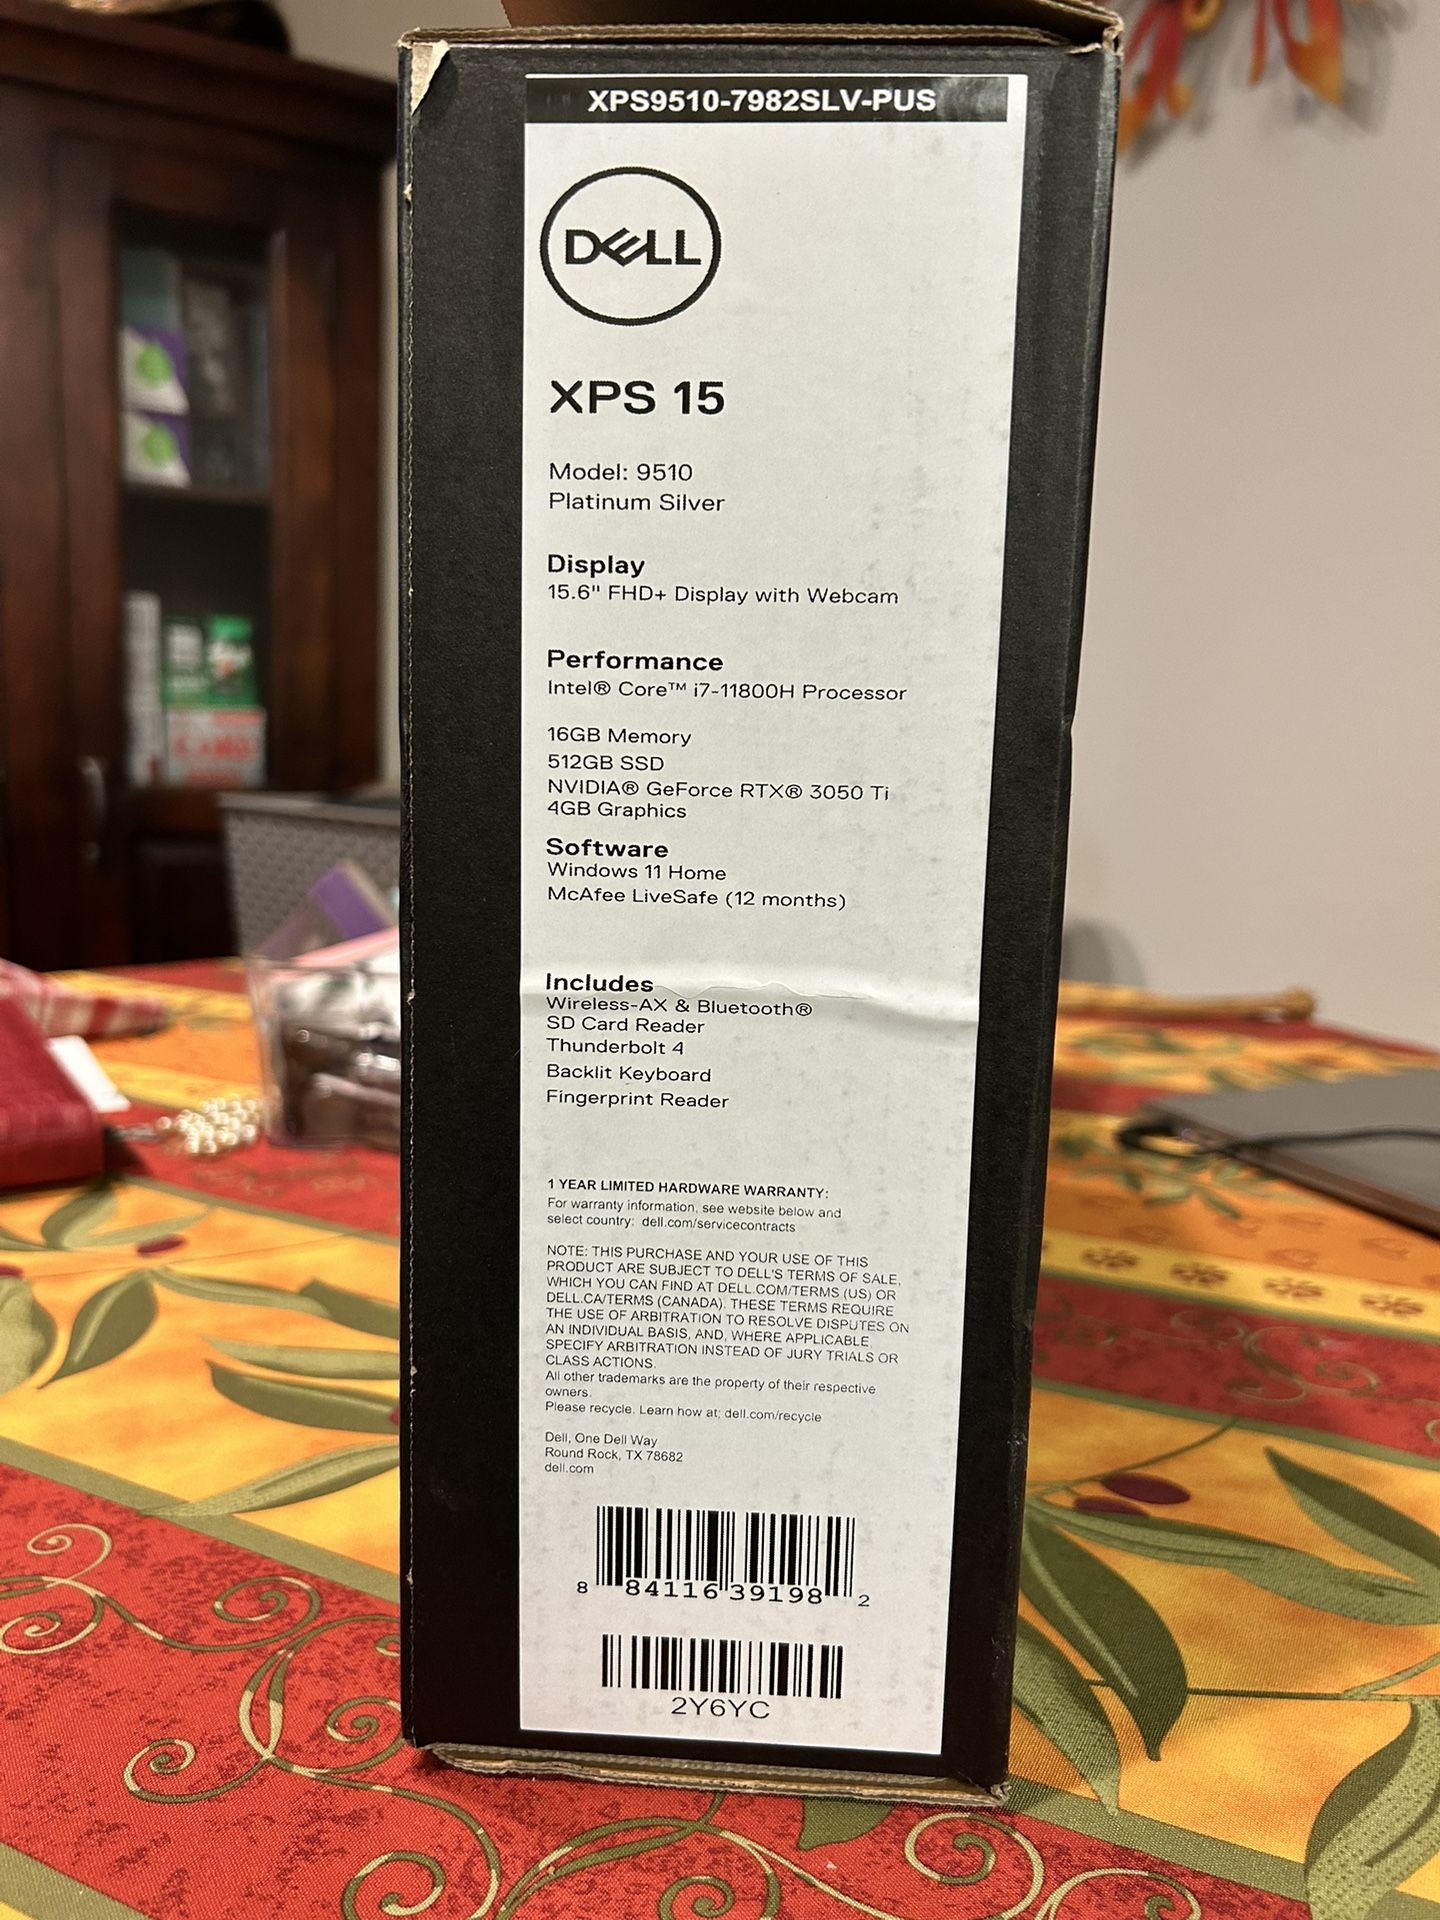 XPS9510-7982SLV-PUS
DELL
XPS 15
Model: 9510
Platinum Silver
Display
15.6" FHD+ Display with Webcam
Performance
Intel® Core™ i7-11800H Processor
16GB Memory
512GB SSD
NVIDIA® GeForce RTX® 3050 Ti
4GB Graphics
Software
Windows 11 Home
McAfee LiveSafe (12 months)
Includes
Wireless-AX & Bluetooth®
SD Card Reader
Thunderbolt 4
Backlit Keyboard
Fingerprint Reader
1 YEAR LIMITED HARDWARE WARRANTY:
For warranty information, see website below and
select country: dell.com/servicecontracts
NOTE: THIS PURCHASE AND YOUR USE OF THIS
PRODUCT ARE SUBJECT TO DELL'S TERMS OF SALE,
WHICH YOU CAN FIND AT DELL.COM/TERMS (US) OR
DELL.CA/TERMS (CANADA). THESE TERMS REQUIRE
THE USE OF ARBITRATION TO RESOLVE DISPUTES ON
AN INDIVIDUAL BASIS, AND, WHERE APPLICABLE,
SPECIFY ARBITRATION INSTEAD OF JURY TRIALS OR
CLASS ACTIONS.
All other trademarks are the property of their respective
owners.
Please recycle. Learn how at; dell.com/recycle
Dell, One Dell Way
Round Rock, TX 78682
dell.com
8 84116 39198 2
2Y6YC